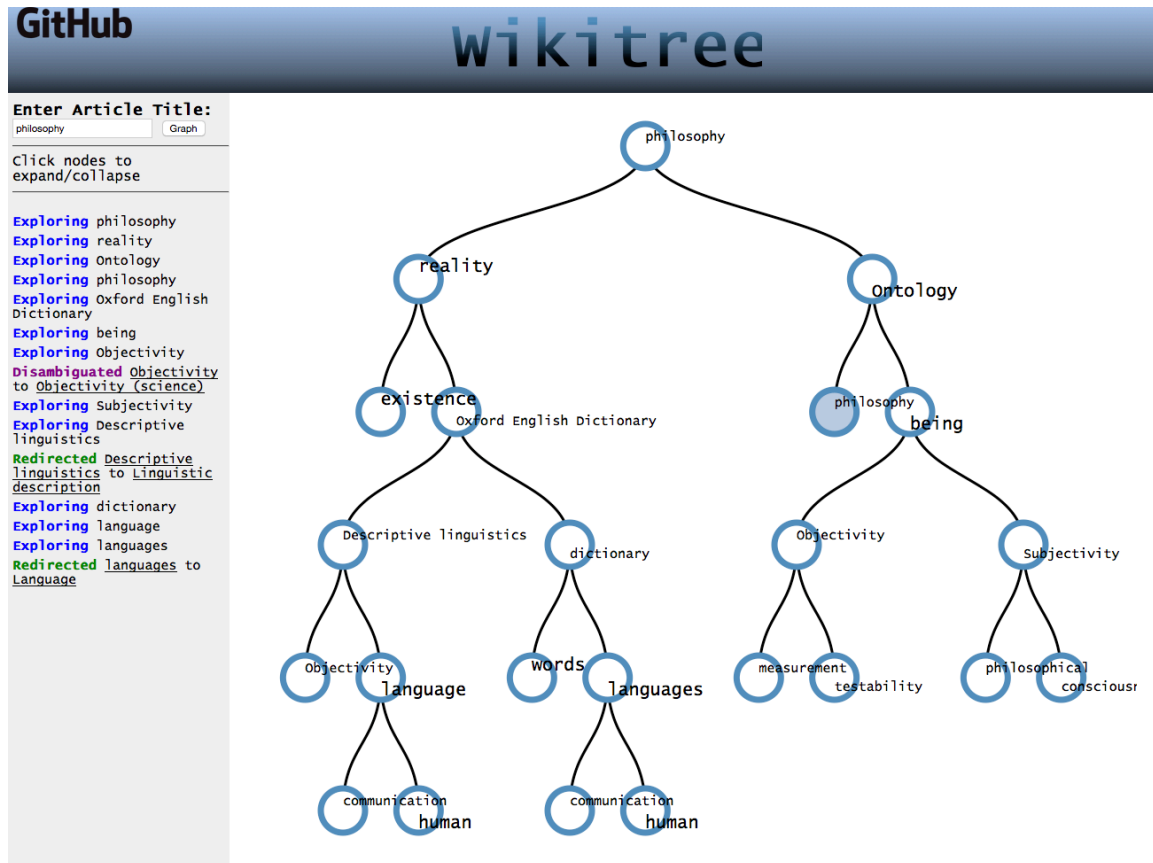 GitHub
Wikitree
Enter Article Title:
philosophy
Graph
Click nodes to
expand/collapse
Exploring philosophy
Exploring reality
Exploring Ontology
Exploring philosophy
Exploring Oxford English
Dictionary
Exploring being
Exploring Objectivity
Disambiguated Objectivity
to Objectivity (science)
Exploring Subjectivity
Exploring Descriptive
linguistics
Redirected Descriptive
linguistics to Linguistic
description
Exploring dictionary
Exploring language
Exploring languages
Redirected languages to
Language
philosophy
reality
Ontology
existence
Oxford English Dictionary
philosophy
being
Descriptive linguistics
dictionary
Objectivity
Subjectivity
Objectivity
language
words
languages
measurement
testability
philosophical
consciousn
communication
human
communication
human